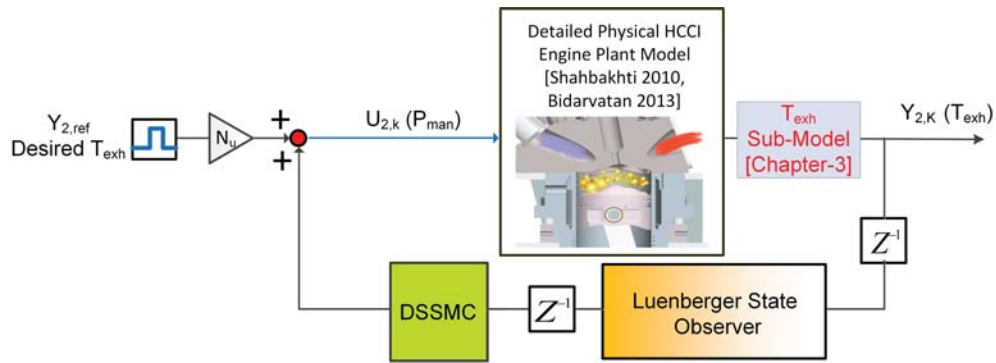 Detailed Physical HCCI
Engine Plant Model
[Shahbakhti 2010,
Bidarvatan 2013]
Y2,ref
Desired Texh
Nu
+
+
U2,k (Pman)
Texh
Sub-Model
[Chapter-3]
Y2,K (Texh)
Z-1
DSSMC
Z-1
Luenberger State
Observer